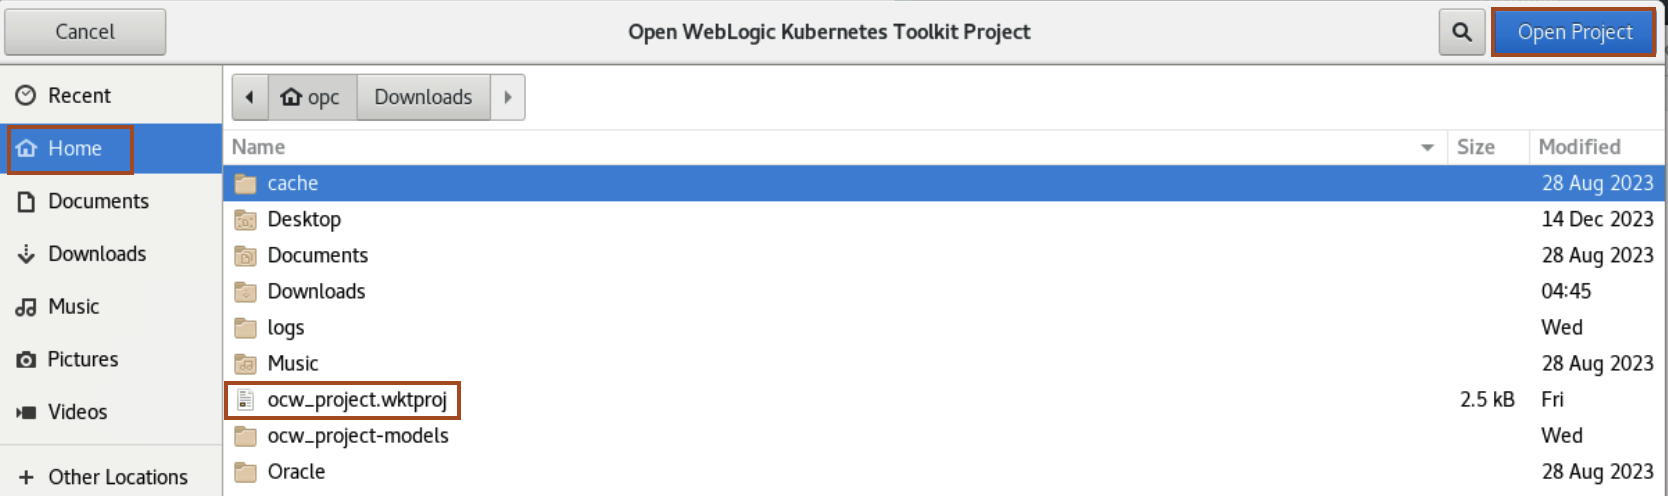 Cancel Open WebLogic Kubernetes Toolkit Project Open Project
Recent
Home
Documents
Downloads
Music
Pictures
Videos
+ Other Locations
opc Downloads
Name Size Modified
cache 28 Aug 2023
Desktop 14 Dec 2023
Documents 28 Aug 2023
Downloads 04:45
logs Wed
Music 28 Aug 2023
ocw_project.wktproj 2.5 kB Fri
ocw_project-models Wed
Oracle 28 Aug 2023